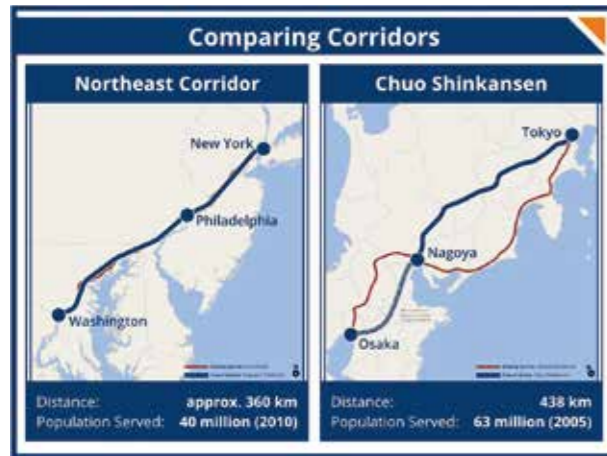 Comparing Corridors
Northeast Corridor
New York
Philadelphia
Washington
Distance: approx. 360 km
Population Served: 40 million (2010)
Chuo Shinkansen
Tokyo
Nagoya
Osaka
Distance: 438 km
Population Served: 63 million (2005)